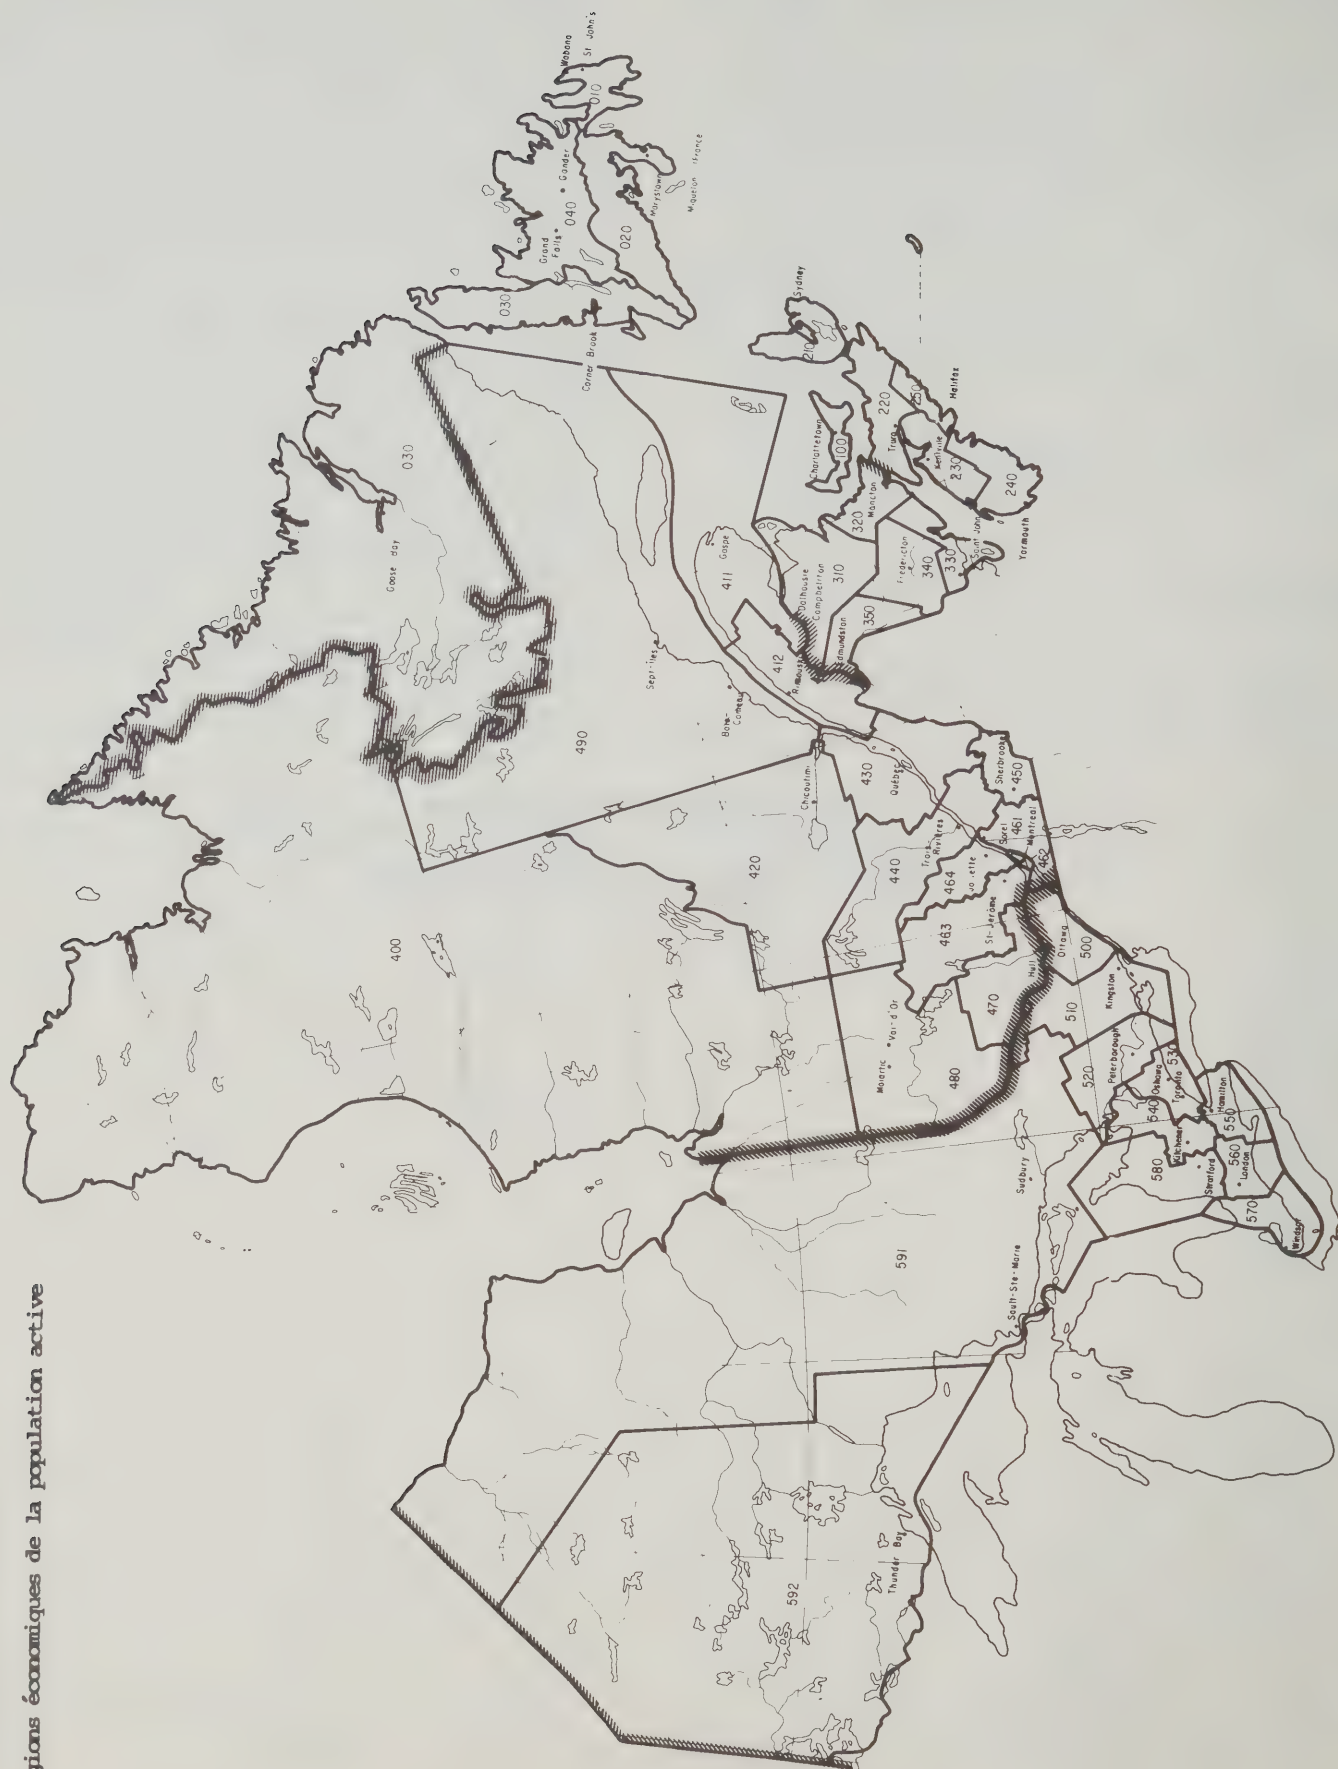 gions économiques de la population active
Wabana
St John's
010
Gander
040
Grand
Falls
020
Marystown
Miquelon (France
030
Corner Brook
030
Goose Bay
Sydney
210
220
250
Halifax
Charlottetown
100
Truro
Kentville
230
240
Yarmouth
Moncton
320
Saint John
330
Fredericton
340
350
310
Dalhousie
Campbellton
Edmundston
Gaspe
411
412
Rimouski
Sept-Iles
Baie-
Comeau
490
Chicoutimi
430
Québec
420
440
Trois-
Rivières
Sherbrooke
450
Sorel
461
Montreal
462
464
Joliette
463
St-Jérôme
400
Hull
Ottawa
500
470
510
Kingston
Malartic
Val-d'Or
480
520
Peterborough
530
Oshawa
Toronto
540
Hamilton
550
Kitchener
580
Stratford
560
London
570
Windsor
Sudbury
591
Sault-Ste-Marie
592
Thunder Bay